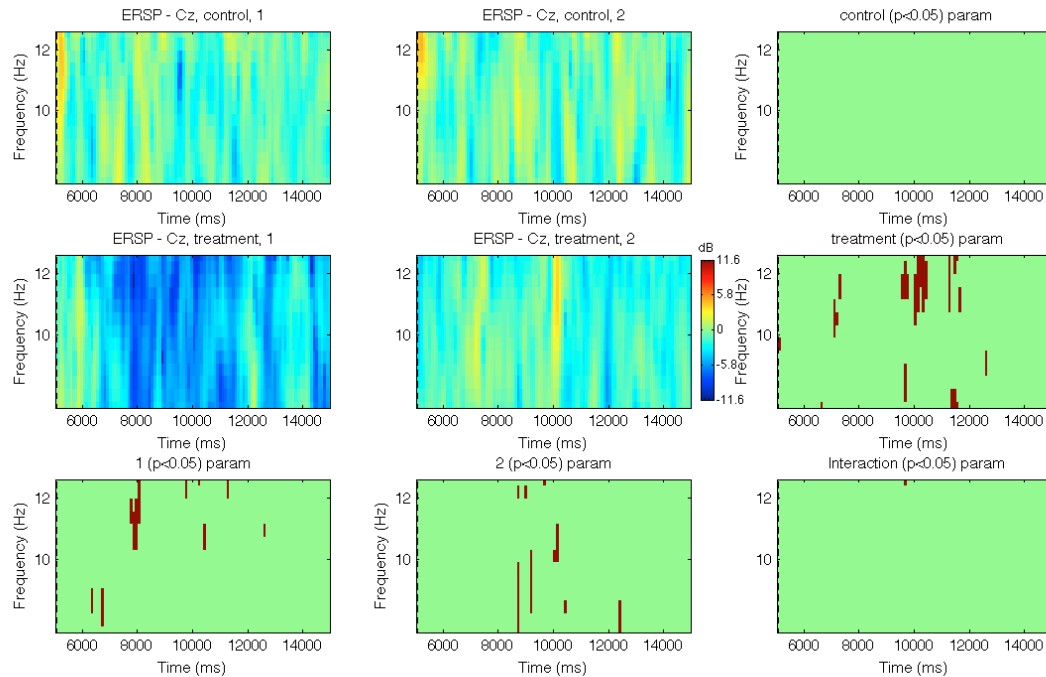 ERSP - Cz, control, 1
ERSP - Cz, control, 2
control (p<0.05) param
Frequency (Hz)
12
10
6000 8000 10000 12000 14000
Time (ms)
Frequency (Hz)
12
10
6000 8000 10000 12000 14000
Time (ms)
Frequency (Hz)
12
10
6000 8000 10000 12000 14000
Time (ms)
ERSP - Cz, treatment, 1
ERSP - Cz, treatment, 2
treatment (p<0.05) param
Frequency (Hz)
12
10
6000 8000 10000 12000 14000
Time (ms)
Frequency (Hz)
12
10
6000 8000 10000 12000 14000
Time (ms)
dB
11.6
5.8
0
-5.8
-11.6
Frequency (Hz)
12
10
6000 8000 10000 12000 14000
Time (ms)
1 (p<0.05) param
2 (p<0.05) param
Interaction (p<0.05) param
Frequency (Hz)
12
10
6000 8000 10000 12000 14000
Time (ms)
Frequency (Hz)
12
10
6000 8000 10000 12000 14000
Time (ms)
Frequency (Hz)
12
10
6000 8000 10000 12000 14000
Time (ms)